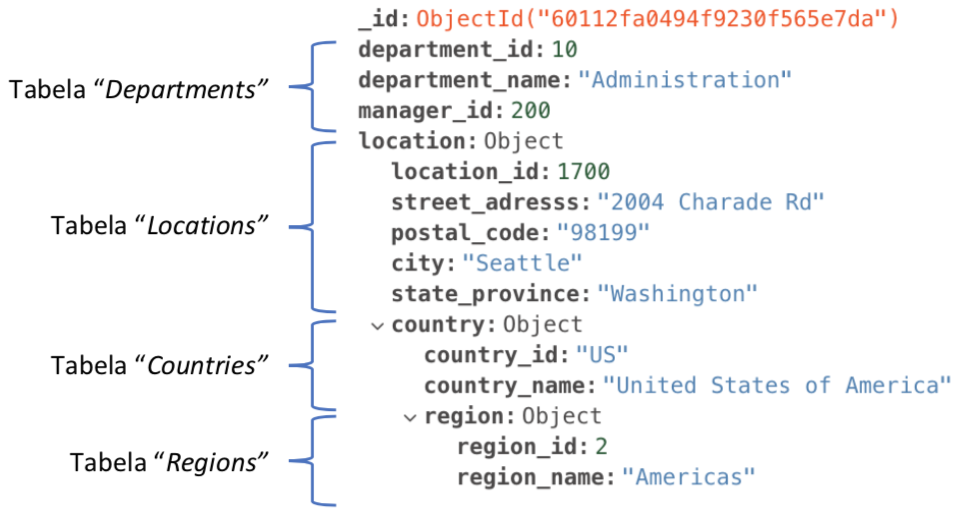 _id: ObjectId("60112fa0494f9230f565e7da")
department_id: 10
Tabela “Departments” department_name: "Administration"
manager_id: 200
location: Object
location_id: 1700
street_adresss: "2004 Charade Rd"
Tabela “Locations” postal_code: "98199"
city: "Seattle"
state_province: "Washington"
country: Object
country_id: "US"
Tabela “Countries”
country_name: "United States of America"
region: Object
region_id: 2
Tabela “Regions”
region_name: "Americas"